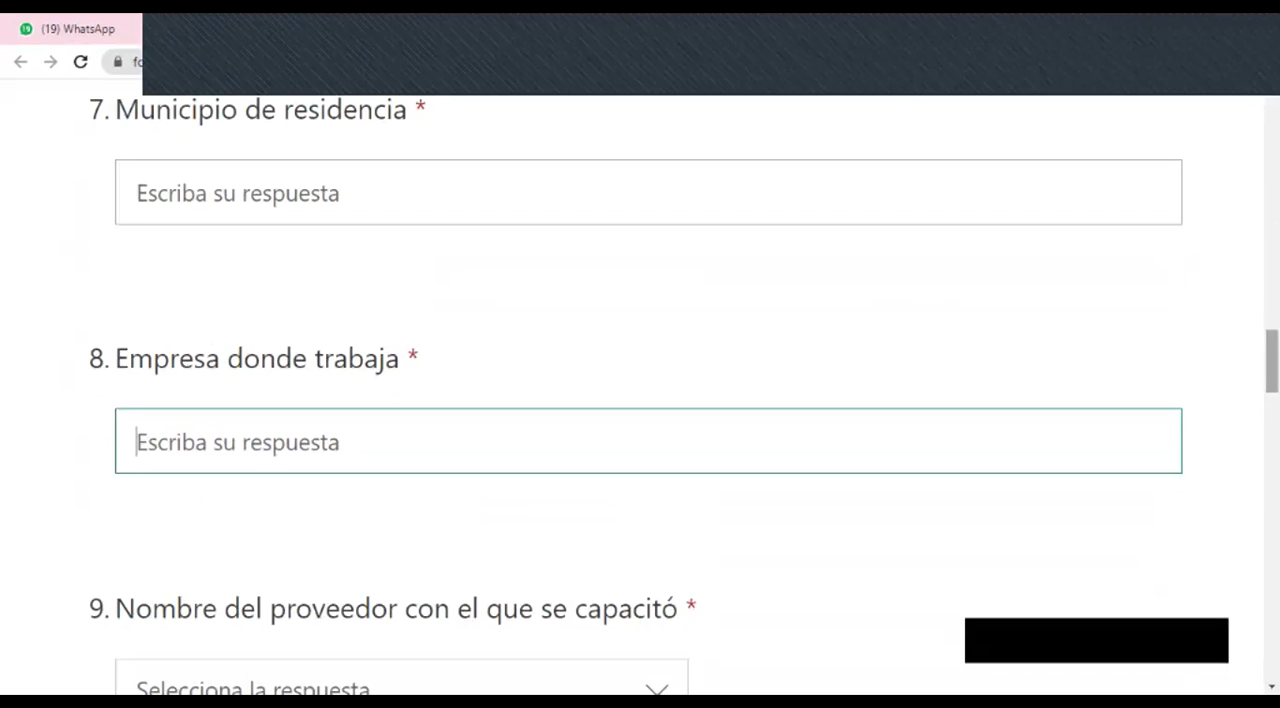 (19) WhatsApp
7. Municipio de residencia *
Escriba su respuesta
8. Empresa donde trabaja *
Escriba su respuesta
9. Nombre del proveedor con el que se capacitó *
Selecciona la respuesta